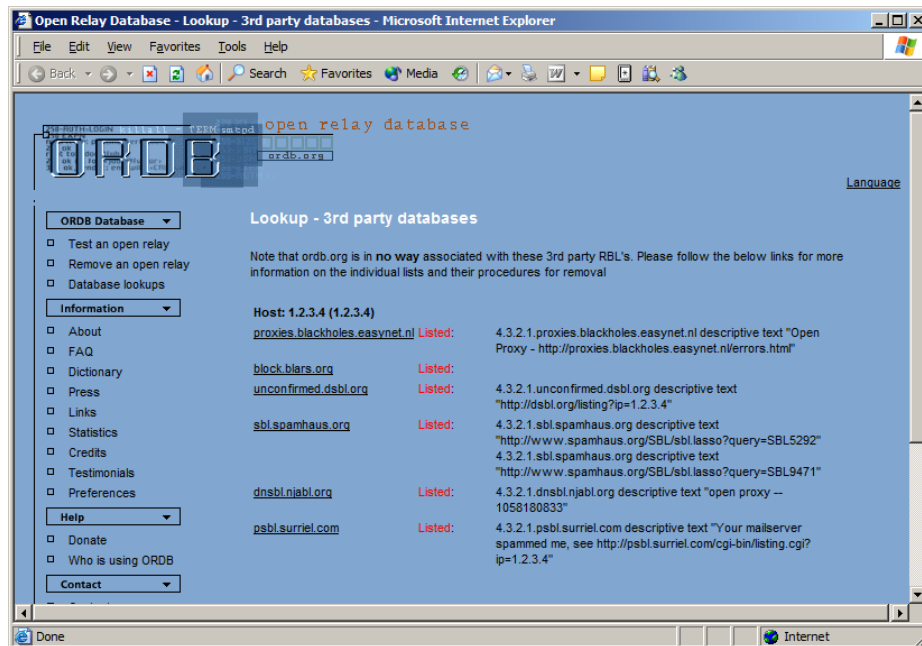 Open Relay Database - Lookup - 3rd party databases - Microsoft Internet Explorer
File Edit View Favorites Tools Help
Back Search Favorites Media
open relay database
ORDB
ordb.org
Language
ORDB Database
Test an open relay
Remove an open relay
Database lookups
Information
About
FAQ
Dictionary
Press
Links
Statistics
Credits
Testimonials
Preferences
Help
Donate
Who is using ORDB
Contact
Lookup - 3rd party databases
Note that ordb.org is in no way associated with these 3rd party RBL's. Please follow the below links for more
information on the individual lists and their procedures for removal
Host: 1.2.3.4 (1.2.3.4)
proxies.blackholes.easynet.nl Listed: 4.3.2.1.proxies.blackholes.easynet.nl descriptive text "Open
Proxy - http://proxies.blackholes.easynet.nl/errors.html"
block.blars.org Listed:
unconfirmed.dsbl.org Listed: 4.3.2.1.unconfirmed.dsbl.org descriptive text
"http://dsbl.org/listing?ip=1.2.3.4"
sbl.spamhaus.org Listed: 4.3.2.1.sbl.spamhaus.org descriptive text
"http://www.spamhaus.org/SBL/sbl.lasso?query=SBL5292"
4.3.2.1.sbl.spamhaus.org descriptive text
"http://www.spamhaus.org/SBL/sbl.lasso?query=SBL9471"
dnsbl.njabl.org Listed: 4.3.2.1.dnsbl.njabl.org descriptive text "open proxy --
1058180833"
psbl.surriel.com Listed: 4.3.2.1.psbl.surriel.com descriptive text "Your mailserver
spammed me, see http://psbl.surriel.com/cgi-bin/listing.cgi?
ip=1.2.3.4"
Done
Internet